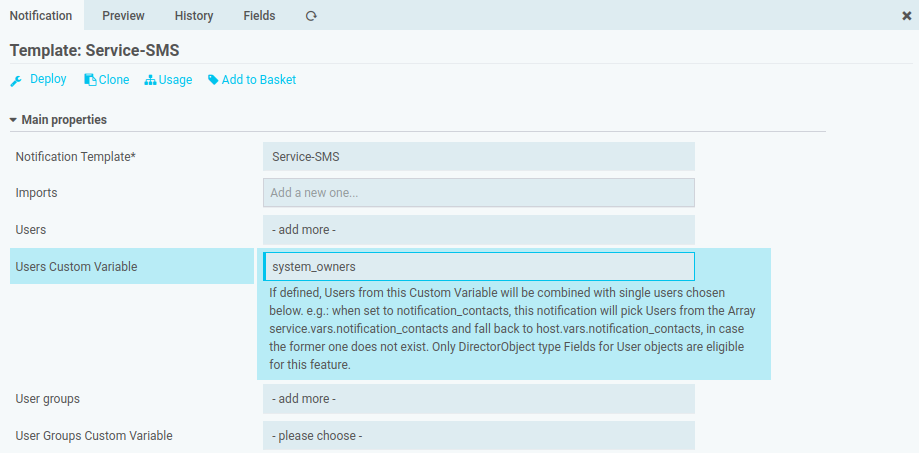 Notification Preview History Fields
Template: Service-SMS
Deploy Clone Usage Add to Basket
Main properties
Notification Template* Service-SMS
Imports Add a new one...
Users - add more -
Users Custom Variable system_owners
If defined, Users from this Custom Variable will be combined with single users chosen
below. e.g.: when set to notification_contacts, this notification will pick Users from the Array
service.vars.notification_contacts and fall back to host.vars.notification_contacts, in case
the former one does not exist. Only DirectorObject type Fields for User objects are eligible
for this feature.
User groups - add more -
User Groups Custom Variable - please choose -